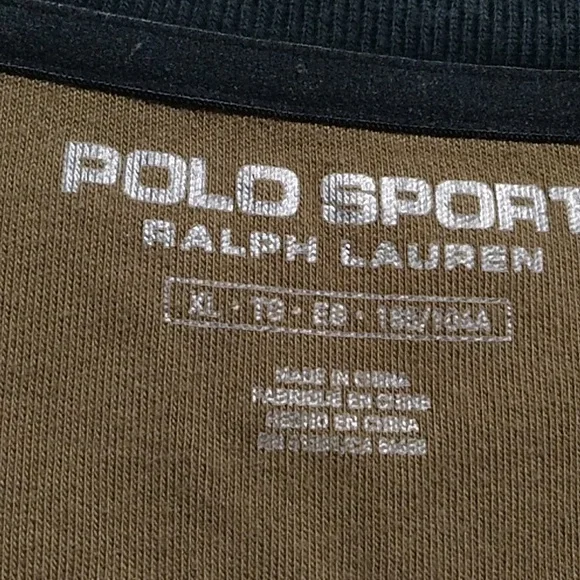 POLO SPORT
RALPH LAUREN
XL · TG · EG
MADE IN CHINA
FABRIQUÉ EN CHINE
HECHO EN CHINA